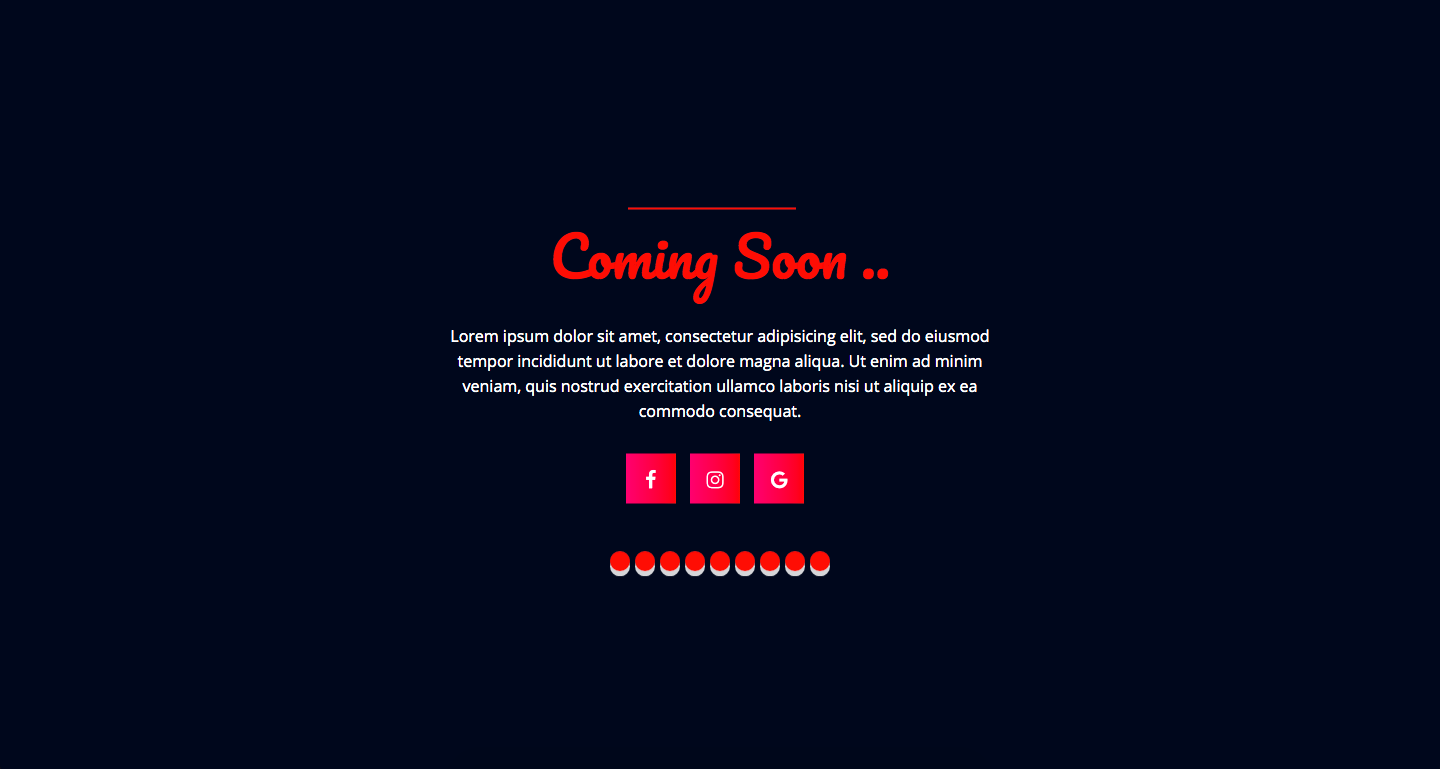 Coming Soon ..
Lorem ipsum dolor sit amet, consectetur adipisicing elit, sed do eiusmod
tempor incididunt ut labore et dolore magna aliqua. Ut enim ad minim
veniam, quis nostrud exercitation ullamco laboris nisi ut aliquip ex ea
commodo consequat.